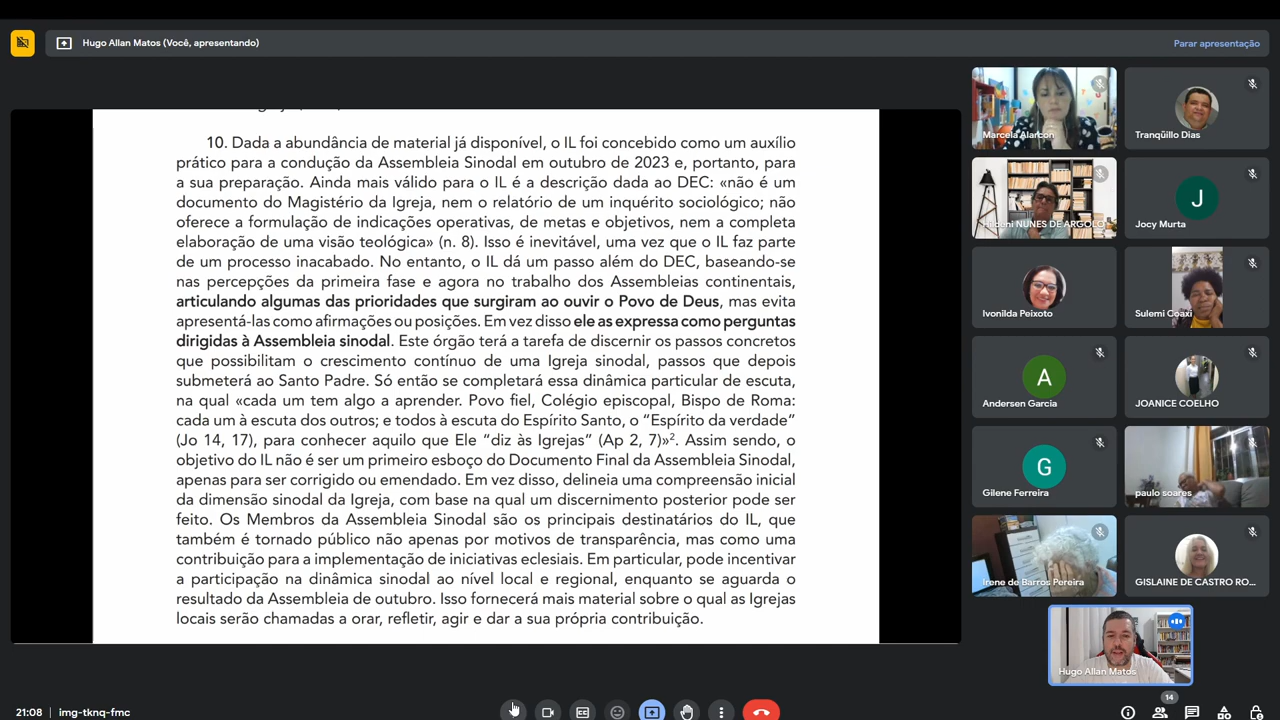 Hugo Allan Matos (Você, apresentando)
Parar apresentação
10. Dada a abundância de material já disponível, o IL foi concebido como um auxílio
prático para a condução da Assembleia Sinodal em outubro de 2023 e, portanto, para
a sua preparação. Ainda mais válido para o IL é a descrição dada ao DEC: «não é um
documento do Magistério da Igreja, nem o relatório de um inquérito sociológico; não
oferece a formulação de indicações operativas, de metas e objetivos, nem a completa
elaboração de uma visão teológica» (n. 8). Isso é inevitável, uma vez que o IL faz parte
de um processo inacabado. No entanto, o IL dá um passo além do DEC, baseando-se
nas percepções da primeira fase e agora no trabalho dos Assembleias continentais,
articulando algumas das prioridades que surgiram ao ouvir o Povo de Deus, mas evita
apresentá-las como afirmações ou posições. Em vez disso ele as expressa como perguntas
dirigidas à Assembleia sinodal. Este órgão terá a tarefa de discernir os passos concretos
que possibilitam o crescimento contínuo de uma Igreja sinodal, passos que depois
submeterá ao Santo Padre. Só então se completará essa dinâmica particular de escuta,
na qual «cada um tem algo a aprender. Povo fiel, Colégio episcopal, Bispo de Roma:
cada um à escuta dos outros; e todos à escuta do Espírito Santo, o “Espírito da verdade”
(Jo 14, 17), para conhecer aquilo que Ele “diz às Igrejas” (Ap 2, 7)»². Assim sendo, o
objetivo do IL não é ser um primeiro esboço do Documento Final da Assembleia Sinodal,
apenas para ser corrigido ou emendado. Em vez disso, delineia uma compreensão inicial
da dimensão sinodal da Igreja, com base na qual um discernimento posterior pode ser
feito. Os Membros da Assembleia Sinodal são os principais destinatários do IL, que
também é tornado público não apenas por motivos de transparência, mas como uma
contribuição para a implementação de iniciativas eclesiais. Em particular, pode incentivar
a participação na dinâmica sinodal ao nível local e regional, enquanto se aguarda o
resultado da Assembleia de outubro. Isso fornecerá mais material sobre o qual as Igrejas
locais serão chamadas a orar, refletir, agir e dar a sua própria contribuição.
Marcela Alarcon
Tranqüillo Dias
NUNES DE ARGOLO
J
Jocy Murta
Ivonilda Peixoto
Sulemi Coaxi
A
Andersen Garcia
JOANICE COELHO
G
Gilene Ferreira
paulo soares
Irene de Barros Pereira
GISLAINE DE CASTRO RO...
Hugo Allan Matos
21:08 | img-tknq-fmc
14